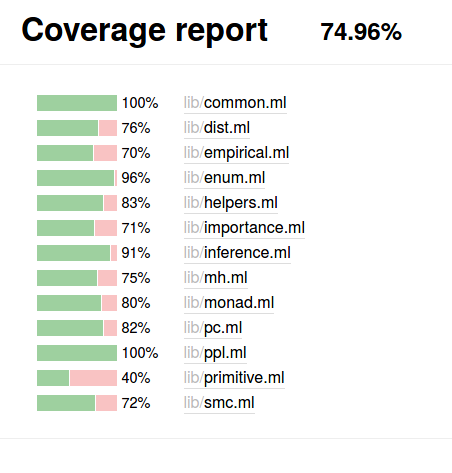 Coverage report 74.96%
100% lib/common.ml
76% lib/dist.ml
70% lib/empirical.ml
96% lib/enum.ml
83% lib/helpers.ml
71% lib/importance.ml
91% lib/inference.ml
75% lib/mh.ml
80% lib/monad.ml
82% lib/pc.ml
100% lib/ppl.ml
40% lib/primitive.ml
72% lib/smc.ml